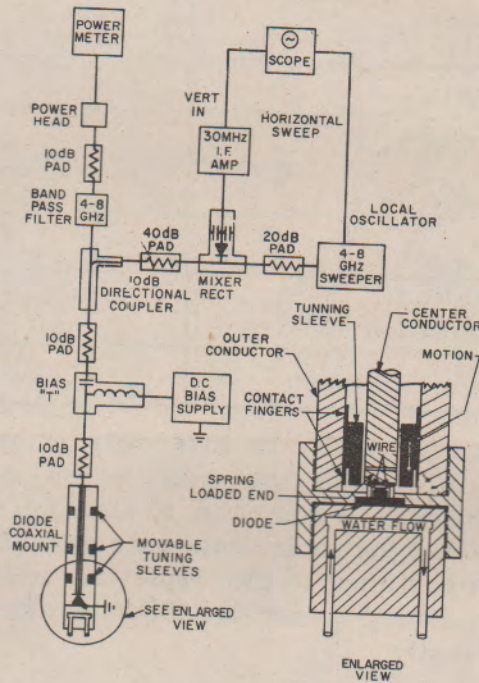 POWER
METER
POWER
HEAD
10dB
PAD
BAND
PASS
FILTER
4-8
GHz
VERT
IN
SCOPE
HORIZONTAL
SWEEP
30MHz
I.F.
AMP
LOCAL
OSCILLATOR
40dB
PAD
20dB
PAD
4-8
GHz
SWEEPER
MIXER
RECT
10dB
DIRECTIONAL
COUPLER
10dB
PAD
BIAS
"T"
D.C.
BIAS
SUPPLY
10dB
PAD
DIODE
COAXIAL
MOUNT
MOVABLE
TUNING
SLEEVES
SEE ENLARGED
VIEW
TUNNING
SLEEVE
CENTER
CONDUCTOR
OUTER
CONDUCTOR
MOTION
CONTACT
FINGERS
WIRE
SPRING
LOADED END
DIODE
WATER FLOW
ENLARGED
VIEW